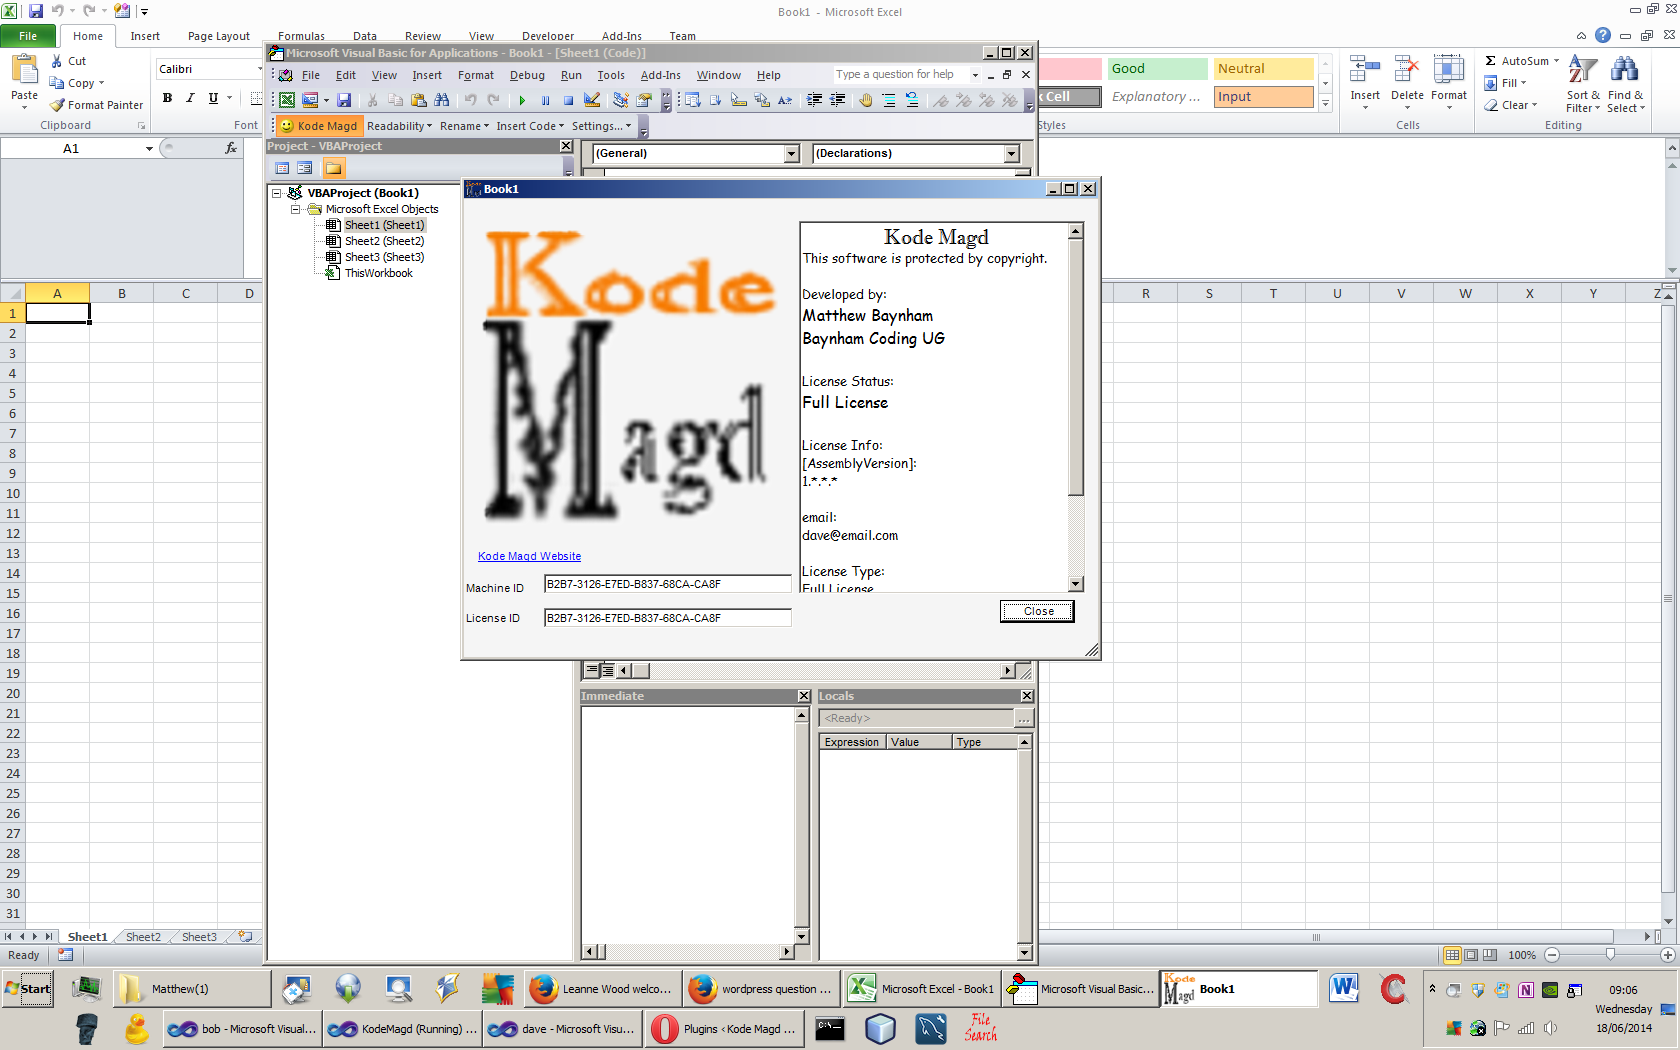 Book1 - Microsoft Excel
File Home Insert Page Layout Formulas Data Review View Developer Add-Ins Team
Paste
Cut
Copy
Format Painter
Clipboard
Calibri
B I U
Font
Good
Neutral
k Cell
Explanatory ...
Input
Styles
Insert Delete Format
Cells
Σ AutoSum
Fill
Clear
Sort & Filter
Find & Select
Editing
A1
fx
Microsoft Visual Basic for Applications - Book1 - [Sheet1 (Code)]
File Edit View Insert Format Debug Run Tools Add-Ins Window Help
Type a question for help
Kode Magd Readability Rename Insert Code Settings...
Project - VBAProject
(General)
(Declarations)
VBAProject (Book1)
Microsoft Excel Objects
Sheet1 (Sheet1)
Sheet2 (Sheet2)
Sheet3 (Sheet3)
ThisWorkbook
Book1
Kode
Magd
Kode Magd
This software is protected by copyright.
Developed by:
Matthew Baynham
Baynham Coding UG
License Status:
Full License
License Info:
[AssemblyVersion]:
1.*.*.*
email:
dave@email.com
License Type:
Full License
Kode Magd Website
Machine ID B2B7-3126-E7ED-B837-68CA-CA8F
License ID B2B7-3126-E7ED-B837-68CA-CA8F
Close
Immediate
Locals
<Ready>
...
Expression Value Type
A B C D R S T U V W X Y Z
1
2
3
4
5
6
7
8
9
10
11
12
13
14
15
16
17
18
19
20
21
22
23
24
25
26
27
28
29
30
31
Sheet1 Sheet2 Sheet3
Ready
100%
Start
Matthew(1)
Leanne Wood welco...
wordpress question ...
Microsoft Excel - Book1
Microsoft Visual Basic...
Kode Magd
Book1
09:06
Wednesday
18/06/2014
bob - Microsoft Visual...
KodeMagd (Running) ...
dave - Microsoft Visu...
Plugins ‹ Kode Magd ...
File Search